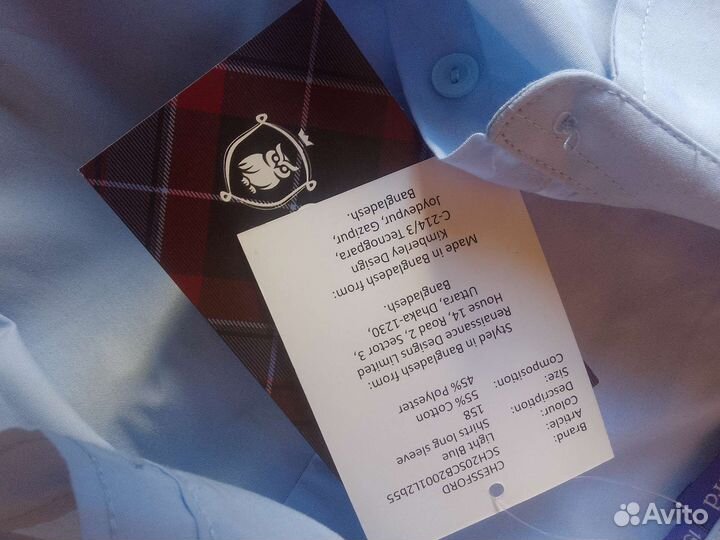 Brand: CHESSFORD
Article: SCH20SCB2001L2b55
Colour: Light Blue
Description: Shirts long sleeve
Size: 158
Composition: 55% Cotton
45% Polyester
Styled in Bangladesh from:
Renaissance Designs Limited
House 14, Road 2, Sector 3,
Uttara, Dhaka-1230,
Bangladesh.
Made in Bangladesh from:
Kimberley Design
C-214/3 Tecnogpara,
Joydevpur, Gazipur,
Bangladesh.
Avito